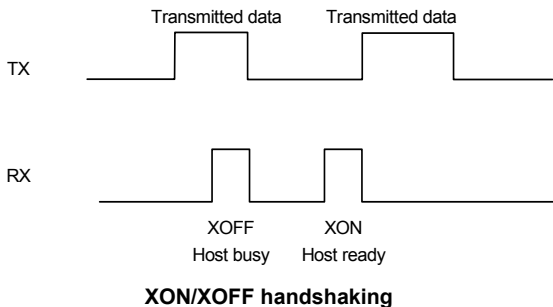 Transmitted data Transmitted data
TX
RX
XOFF XON
Host busy Host ready
XON/XOFF handshaking